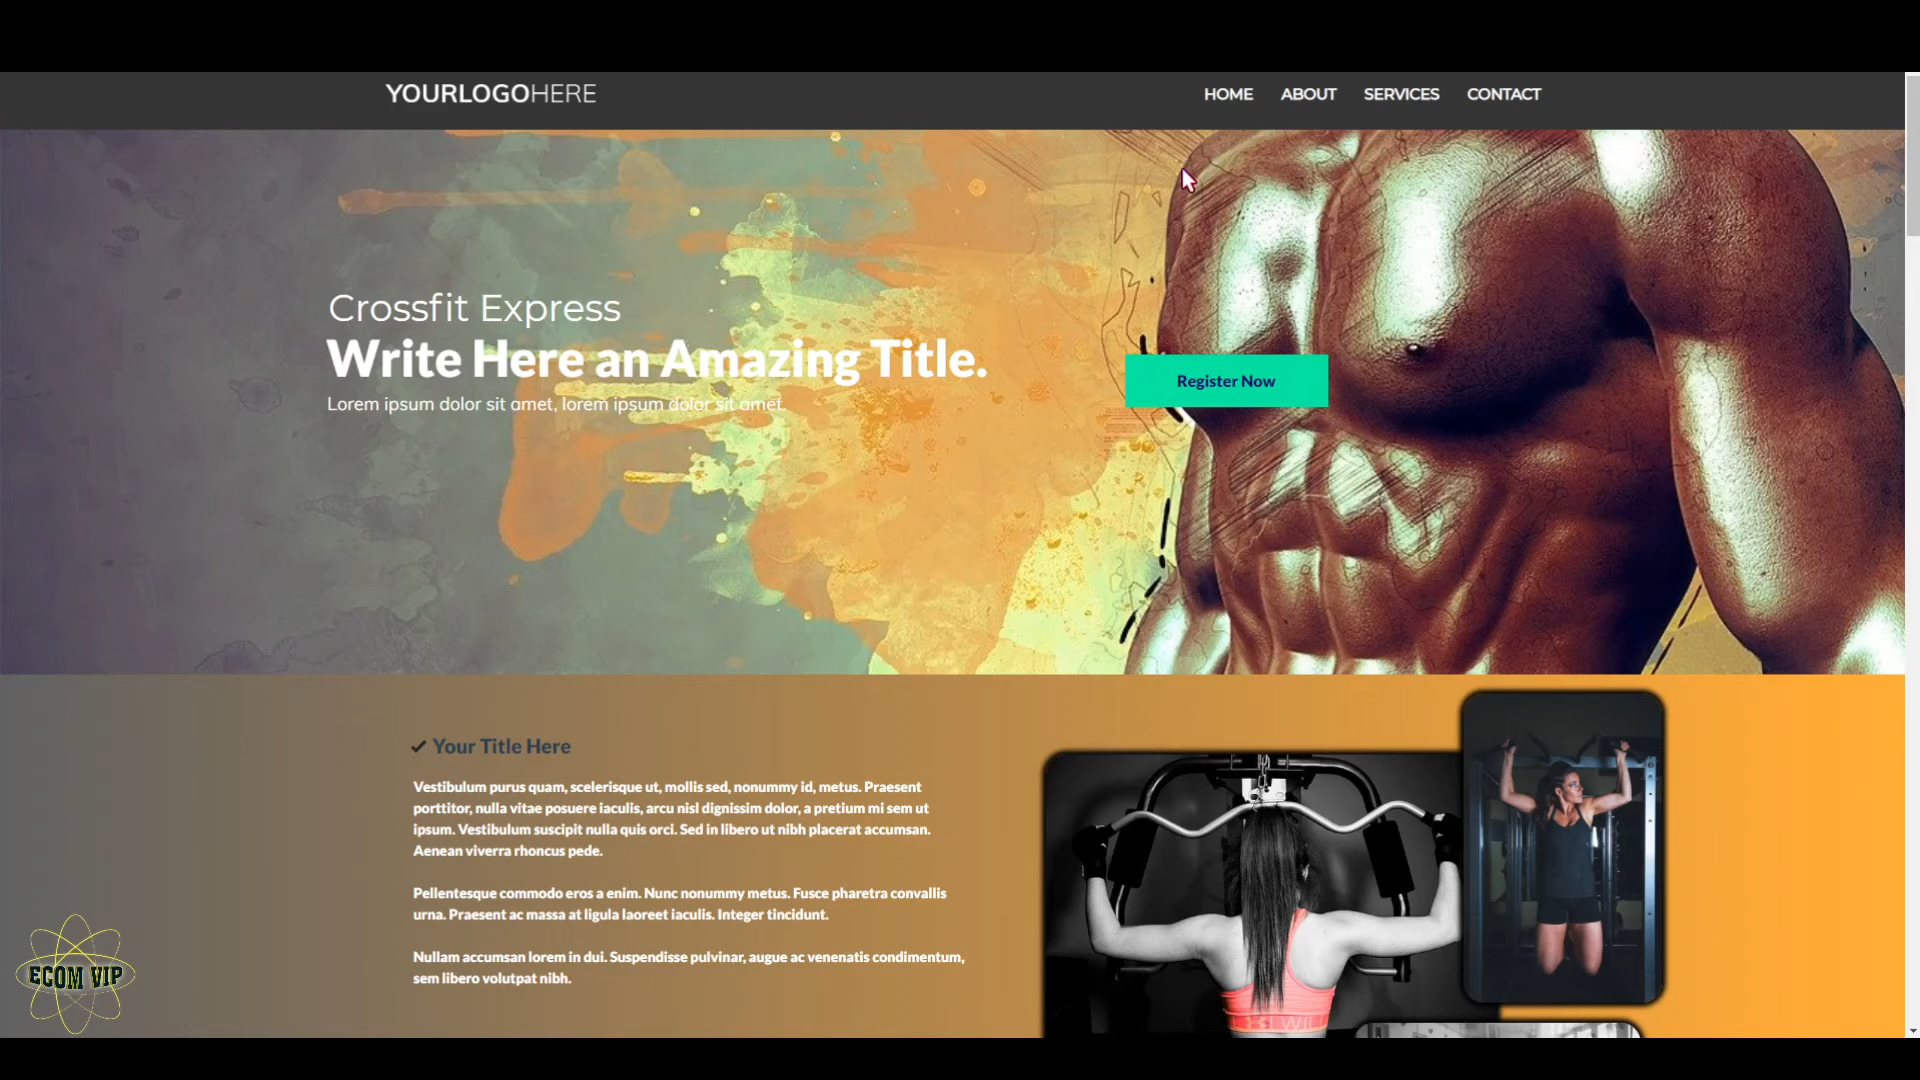 YOURLOGOHERE
HOME ABOUT SERVICES CONTACT
Crossfit Express
Write Here an Amazing Title.
Lorem ipsum dolor sit amet, lorem ipsum dolor sit amet.
Register Now
Your Title Here
Vestibulum purus quam, scelerisque ut, mollis sed, nonummy id, metus. Praesent
porttitor, nulla vitae posuere iaculis, arcu nisl dignissim dolor, a pretium mi sem ut
ipsum. Vestibulum suscipit nulla quis orci. Sed in libero ut nibh placerat accumsan.
Aenean viverra rhoncus pede.
Pellentesque commodo eros a enim. Nunc nonummy metus. Fusce pharetra convallis
urna. Praesent ac massa at ligula laoreet iaculis. Integer tincidunt.
Nullam accumsan lorem in dui. Suspendisse pulvinar, augue ac venenatis condimentum,
sem libero volutpat nibh.
ECOM VIP